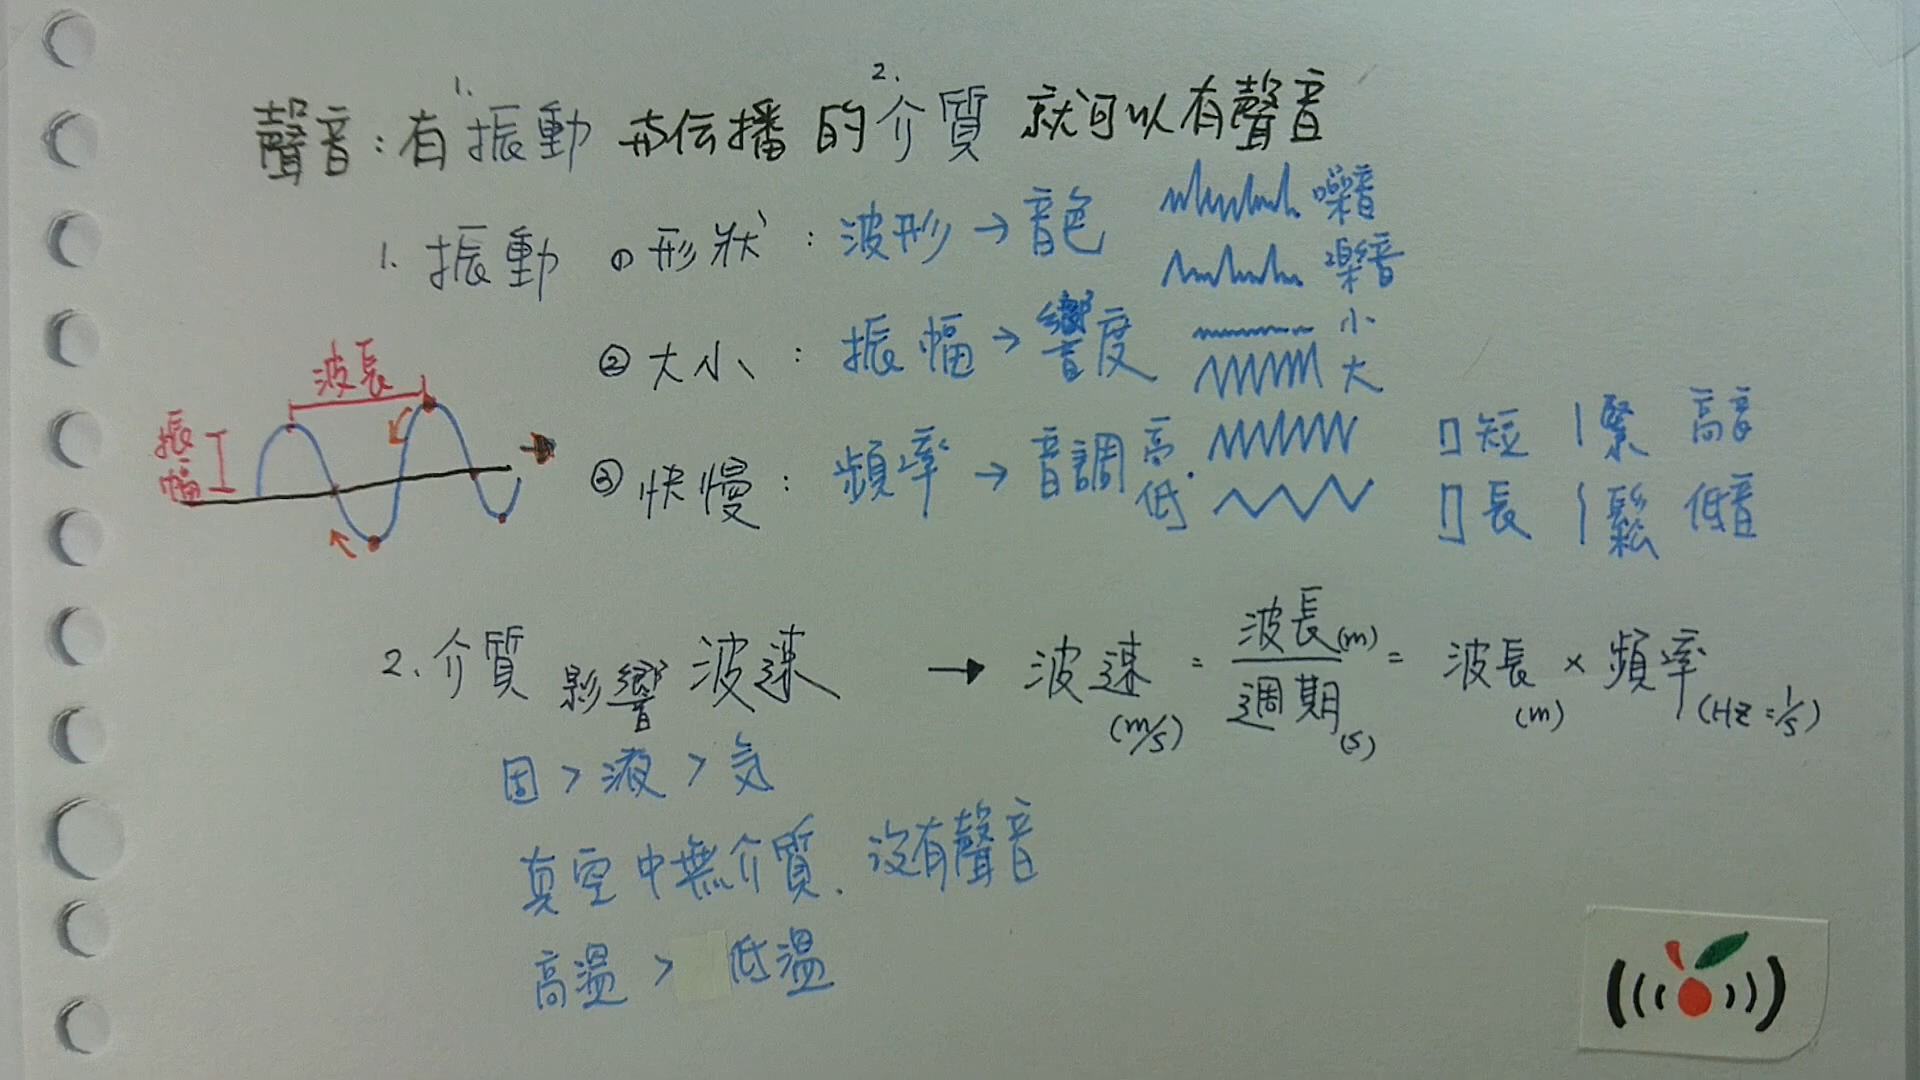 聲音:有振動和伝播的介質就可以有聲音
1. 2.
1. 振動 ①形狀:波形→音色 噪音
樂音
②大小:振幅→響度 小
大
③快慢:頻率→音調 高 短 緊 高音
低 長 鬆 低音
波長
振幅
2. 介質影響波速 → 波速(m/s) = 波長(m)/週期(s) = 波長(m) × 頻率(Hz=1/s)
固>液>気
真空中無介質. 沒有聲音
高溫> 低溫